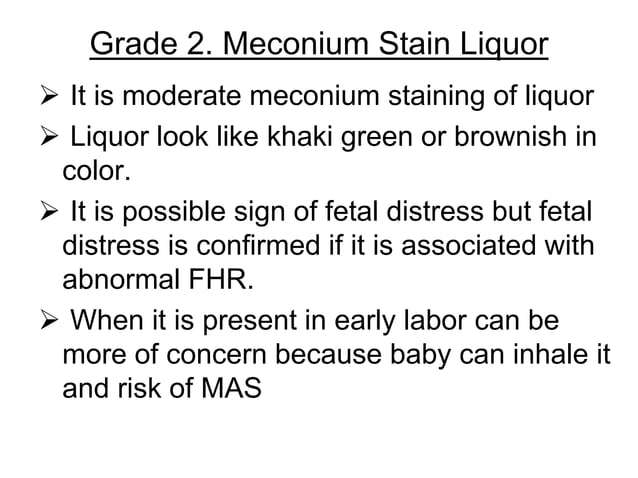 Grade 2. Meconium Stain Liquor
➢ It is moderate meconium staining of liquor
➢ Liquor look like khaki green or brownish in
color.
➢ It is possible sign of fetal distress but fetal
distress is confirmed if it is associated with
abnormal FHR.
➢ When it is present in early labor can be
more of concern because baby can inhale it
and risk of MAS